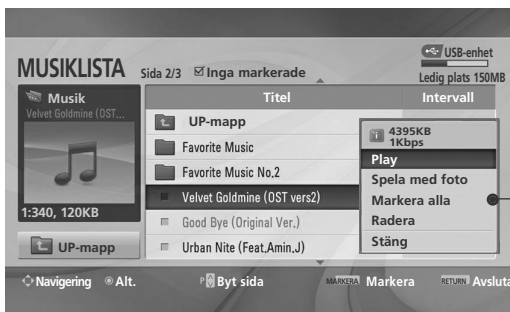 USB-enhet
MUSIKLISTA
Sida 2/3 Inga markerade
Ledig plats 150MB
Musik
Velvet Goldmine (OST...
Titel
Intervall
UP-mapp
Favorite Music
Favorite Music No.2
Velvet Goldmine (OST vers2)
Good Bye (Original Ver.)
Urban Nite (Feat.Amin.J)
4395KB
1Kbps
Play
Spela med foto
Markera alla
Radera
Stäng
1:340, 120KB
UP-mapp
Navigering Alt. P Byt sida MARKERA Markera RETURN Avsluta